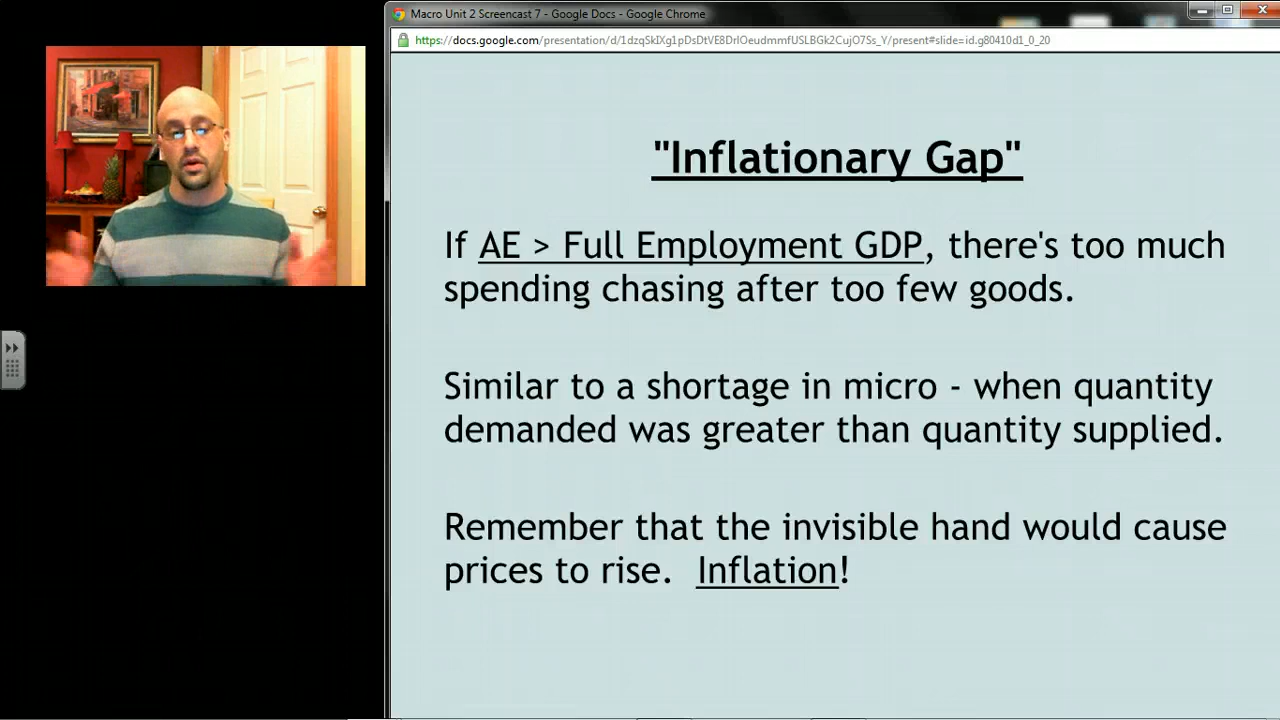 Macro Unit 2 Screencast 7 - Google Docs - Google Chrome
https://docs.google.com/presentation/d/1dzqSkIXg1pDsDtVE8DrlOeudmmfUSLBGk2CujO7Ss_Y/present#slide=id.g80410d1_0_20
"Inflationary Gap"
If AE > Full Employment GDP, there's too much
spending chasing after too few goods.
Similar to a shortage in micro - when quantity
demanded was greater than quantity supplied.
Remember that the invisible hand would cause
prices to rise. Inflation!